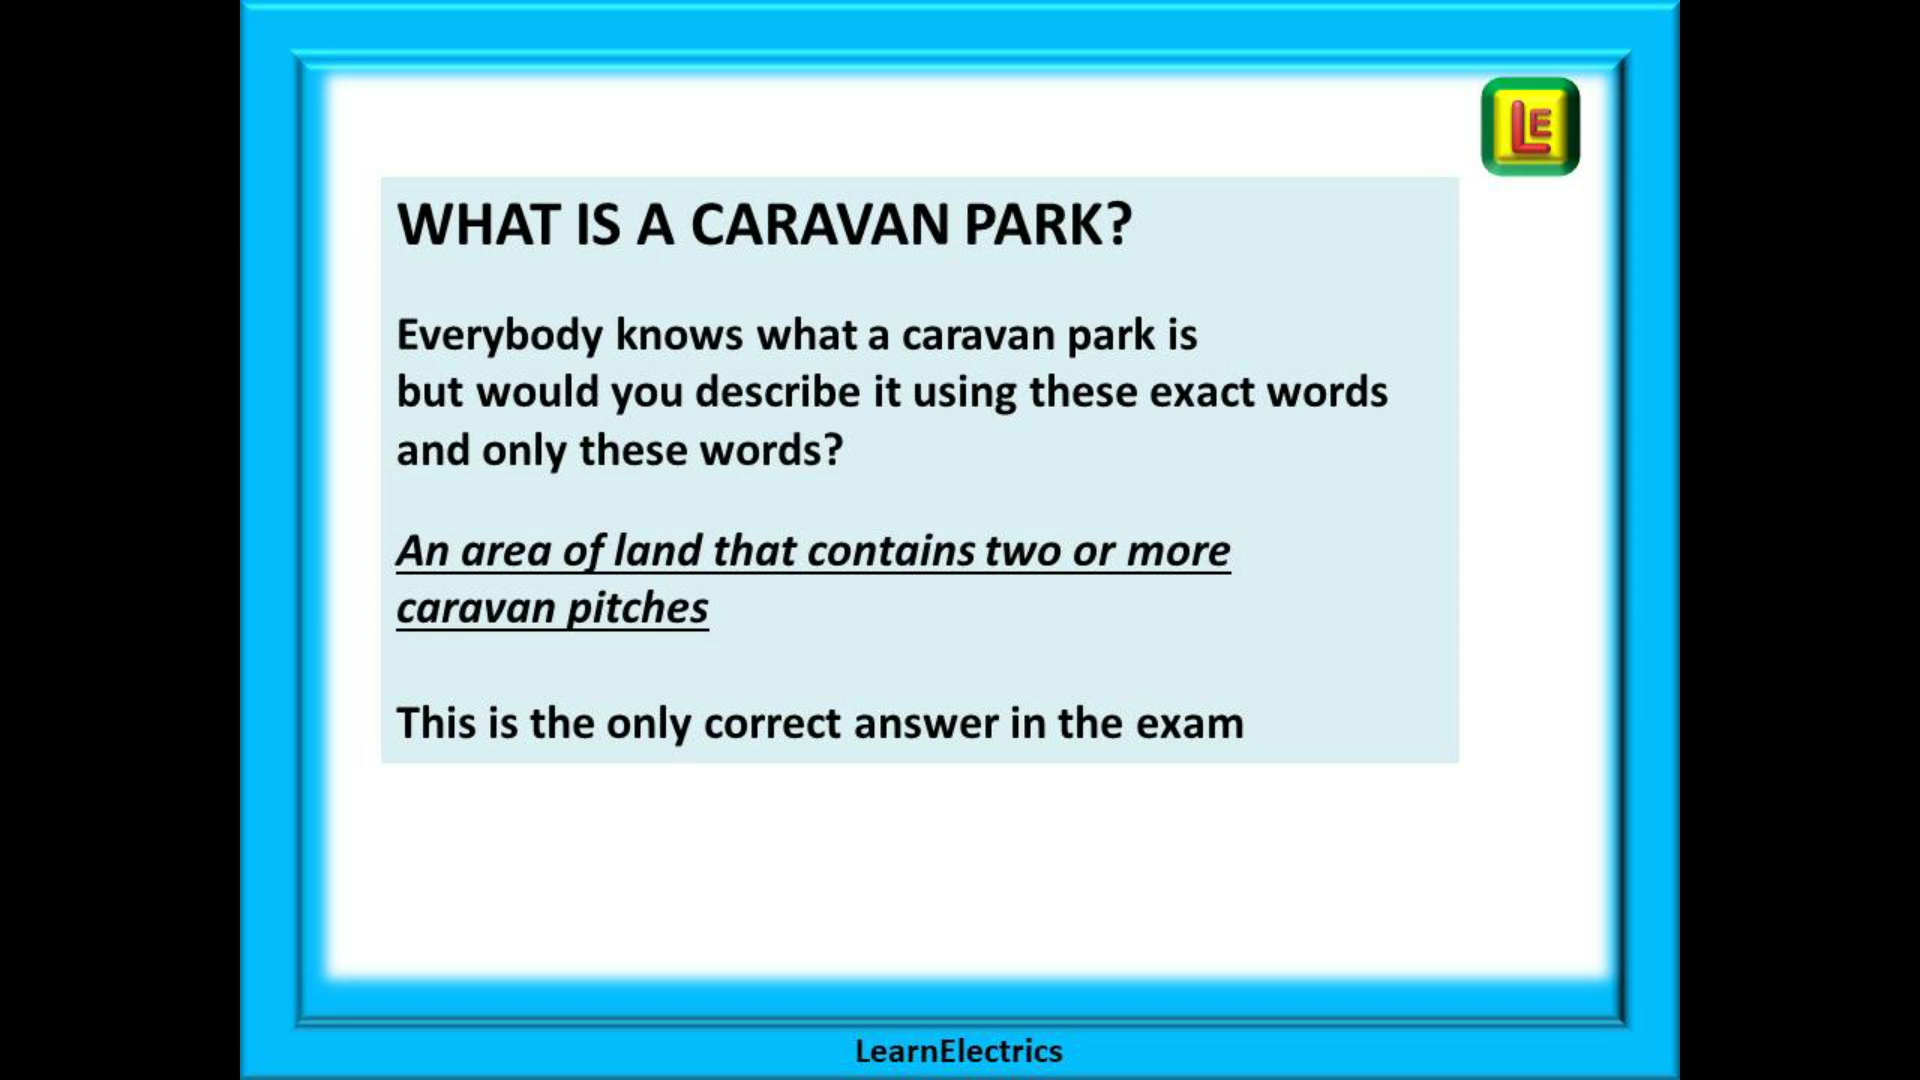 LE
WHAT IS A CARAVAN PARK?
Everybody knows what a caravan park is
but would you describe it using these exact words
and only these words?
An area of land that contains two or more
caravan pitches
This is the only correct answer in the exam
LearnElectrics